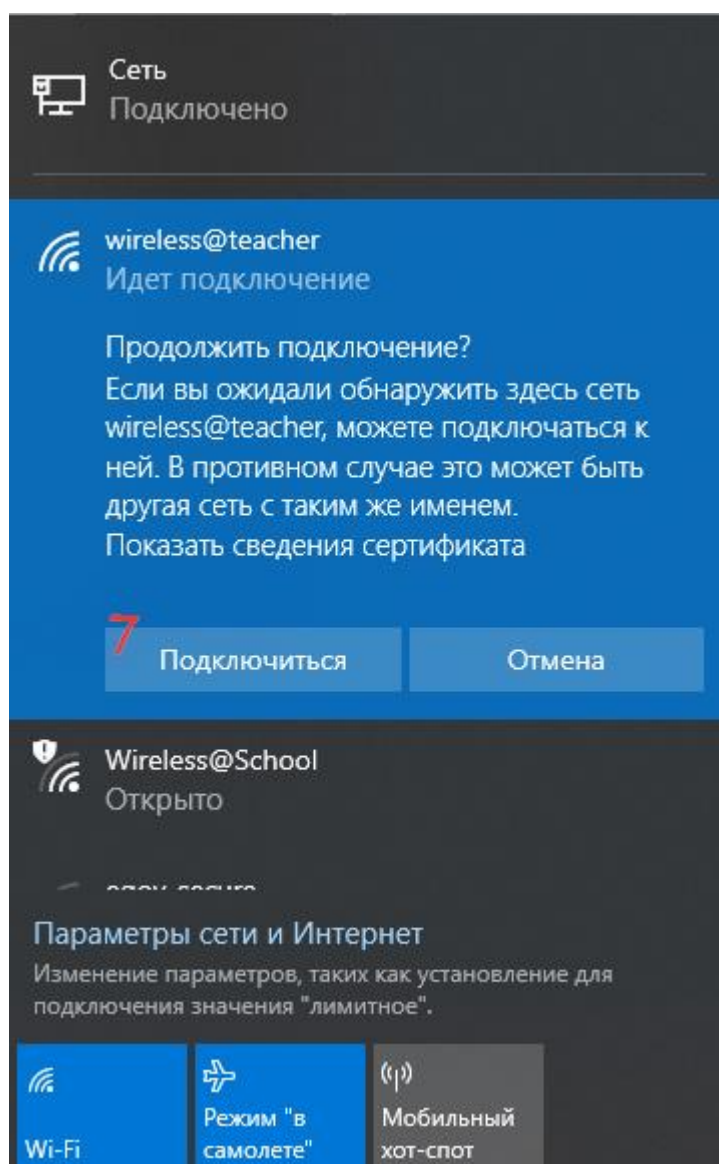 Сеть
Подключено
wireless@teacher
Идет подключение
Продолжить подключение?
Если вы ожидали обнаружить здесь сеть
wireless@teacher, можете подключаться к
ней. В противном случае это может быть
другая сеть с таким же именем.
Показать сведения сертификата
7
Подключиться Отмена
Wireless@School
Открыто
Параметры сети и Интернет
Изменение параметров, таких как установление для
подключения значения "лимитное".
Wi-Fi
Режим "в
самолете"
Мобильный
хот-спот